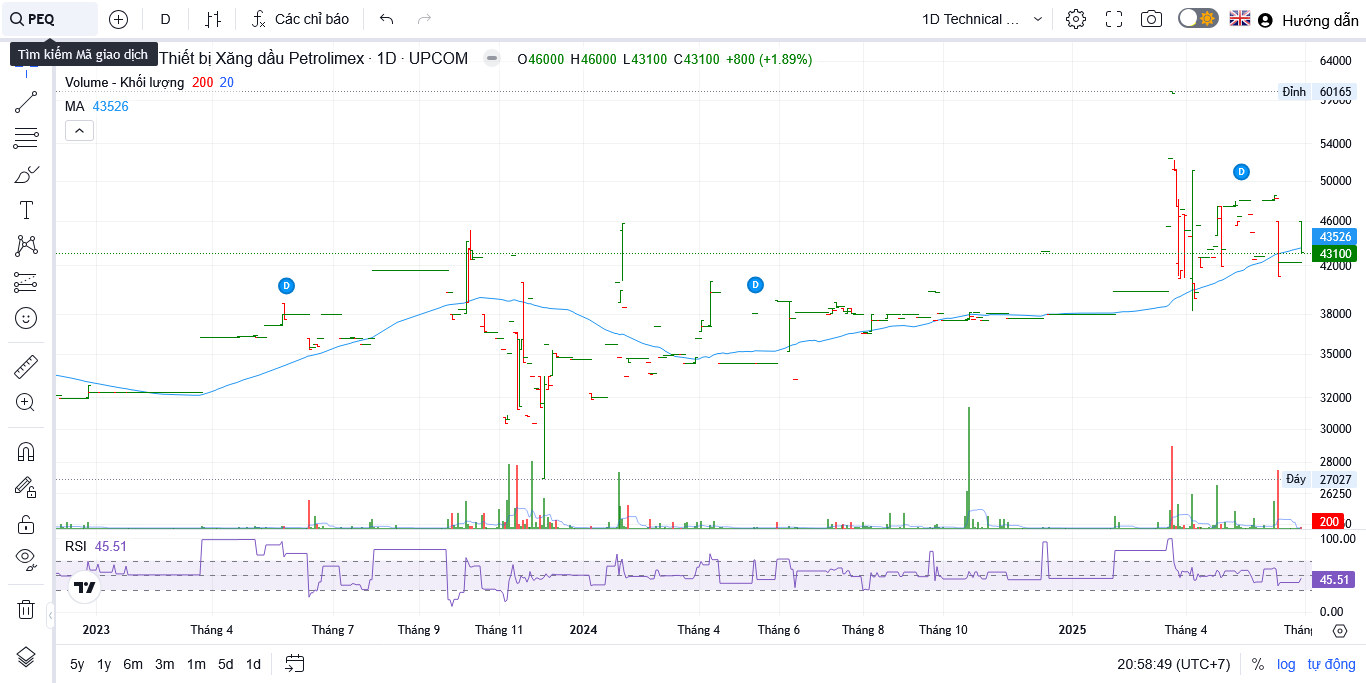 PEQ D Các chỉ báo 1D Technical ... Hướng dẫn
Tìm kiếm Mã giao dịch
Thiết bị Xăng dầu Petrolimex · 1D · UPCOM O46000 H46000 L43100 C43100 +800 (+1.89%)
Volume - Khối lượng 200 20
MA 43526
64000
Đỉnh 60165
54000
D
50000
46000
43526
43100
42000
D
D
38000
35000
32000
30000
28000
Đáy 27027
26250
200
RSI 45.51
100.00
45.51
0.00
2023 Tháng 4 Tháng 7 Tháng 9 Tháng 11 2024 Tháng 4 Tháng 6 Tháng 8 Tháng 10 2025 Tháng 4
5y 1y 6m 3m 1m 5d 1d 20:58:49 (UTC+7) % log tự động